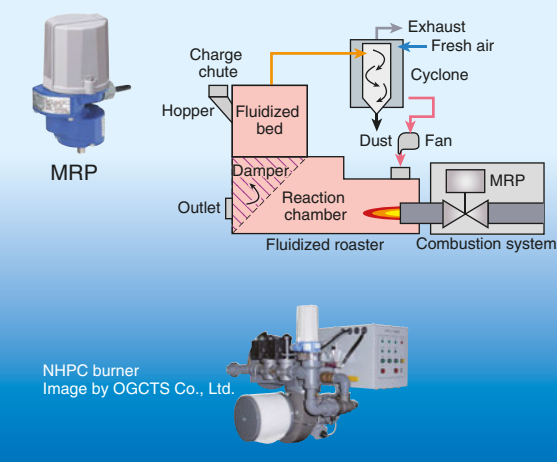 Exhaust
Fresh air
Charge
chute
Cyclone
Hopper
Fluidized
bed
Dust
Fan
MRP
Damper
MRP
Outlet
Reaction
chamber
Fluidized roaster
Combustion system
NHPC burner
Image by OGCTS Co., Ltd.